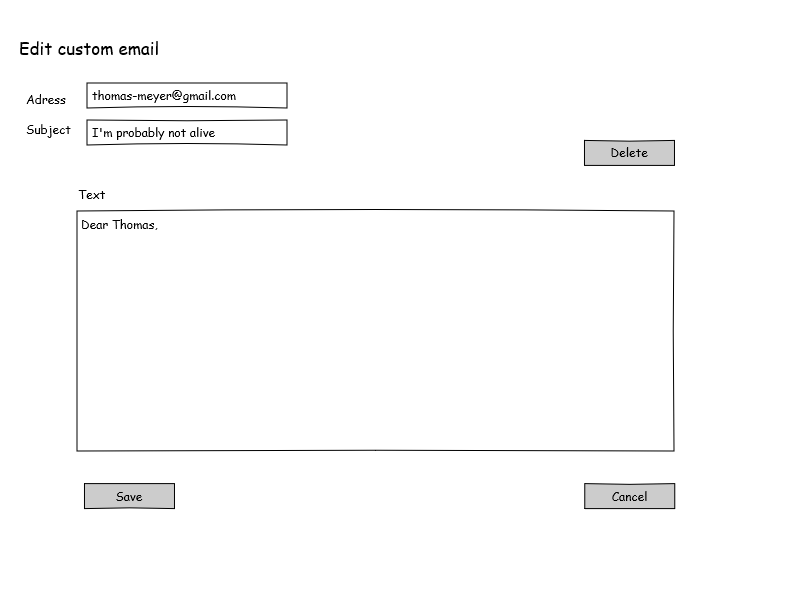 Edit custom email
Adress
thomas-meyer@gmail.com
Subject
I'm probably not alive
Delete
Text
Dear Thomas,
Save
Cancel